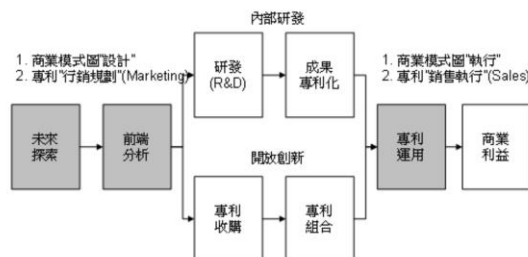 內部研發
1. 商業模式圖"設計"
2. 專利"行銷規劃"(Marketing)
研發
(R&D)
成果
專利化
1. 商業模式圖"執行"
2. 專利"銷售執行"(Sales)
未來
探索
前端
分析
開放創新
專利
運用
商業
利益
專利
收購
專利
組合